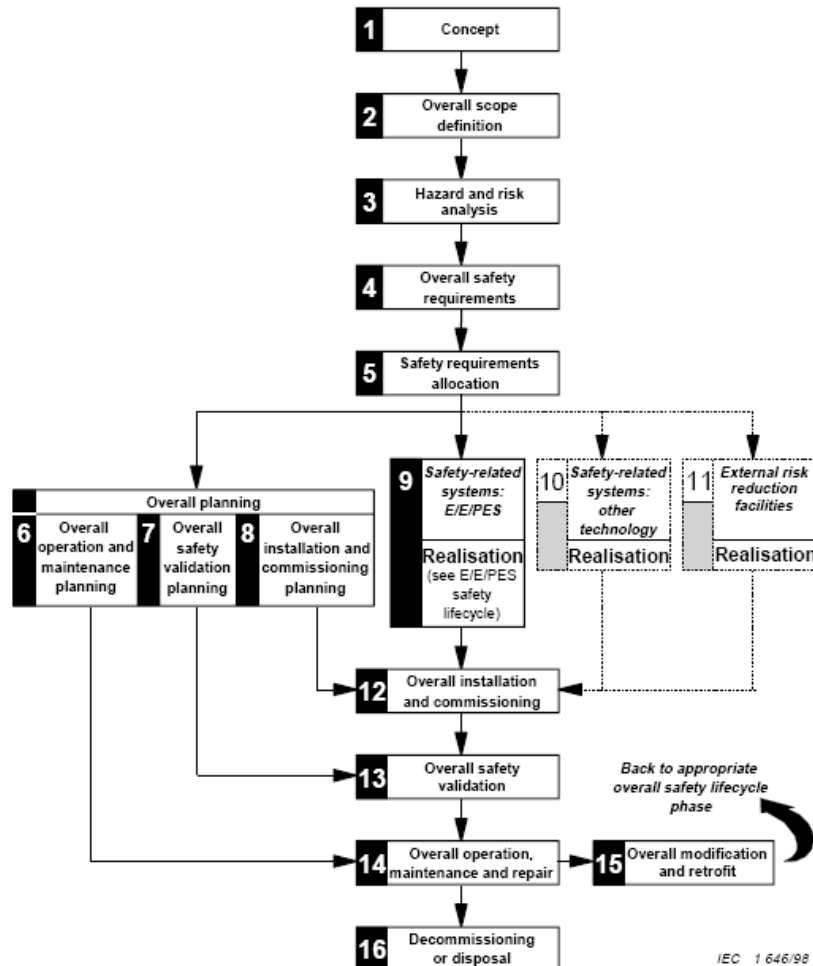 1
Concept
2
Overall scope
definition
3
Hazard and risk
analysis
4
Overall safety
requirements
5
Safety requirements
allocation
Overall planning
6
Overall
operation and
maintenance
planning
7
Overall
safety
validation
planning
8
Overall
installation and
commissioning
planning
9
Safety-related
systems:
E/E/PES
Realisation
(see E/E/PES
safety
lifecycle)
10
Safety-related
systems:
other
technology
Realisation
11
External risk
reduction
facilities
Realisation
12
Overall installation
and commissioning
13
Overall safety
validation
Back to appropriate
overall safety lifecycle
phase
14
Overall operation,
maintenance and repair
15
Overall modification
and retrofit
16
Decommissioning
or disposal
IEC 1 646/98